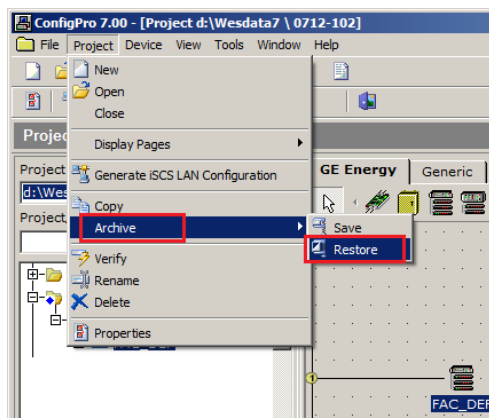 ConfigPro 7.00 - [Project d:\Wesdata7 \ 0712-102]
File Project Device View Tools Window Help
New
Open
Close
Display Pages
Generate iSCS LAN Configuration
Copy
Archive
Save
Restore
Verify
Rename
Delete
Properties
Project
Project
d:\Wes
Project,
GE Energy Generic
1
FAC_DEF